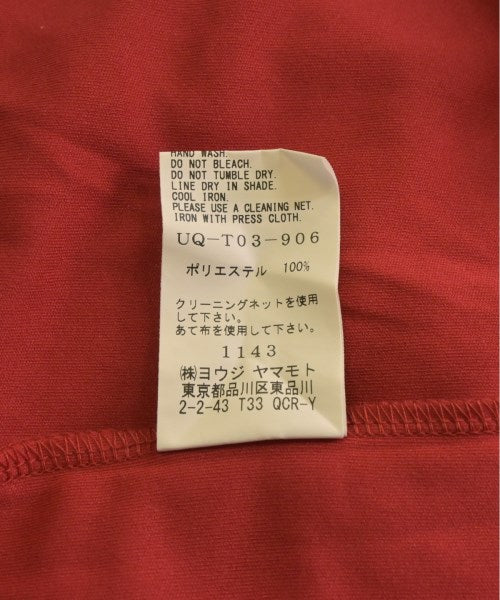 HAND WASH.
DO NOT BLEACH.
DO NOT TUMBLE DRY.
LINE DRY IN SHADE.
COOL IRON.
PLEASE USE A CLEANING NET.
IRON WITH PRESS CLOTH.
UQ-T03-906
ポリエステル 100%
クリーニングネットを使用
して下さい。
あて布を使用して下さい。
1143
㈱ヨウジ ヤマモト
東京都品川区東品川
2-2-43 T33 QCR-Y